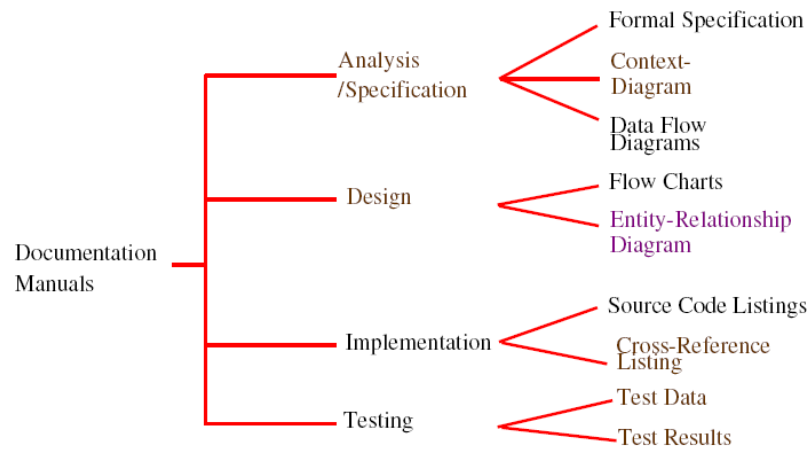 Formal Specification
Analysis
/Specification
Context-
Diagram
Data Flow
Diagrams
Design
Flow Charts
Entity-Relationship
Diagram
Documentation
Manuals
Implementation
Source Code Listings
Cross-Reference
Listing
Testing
Test Data
Test Results